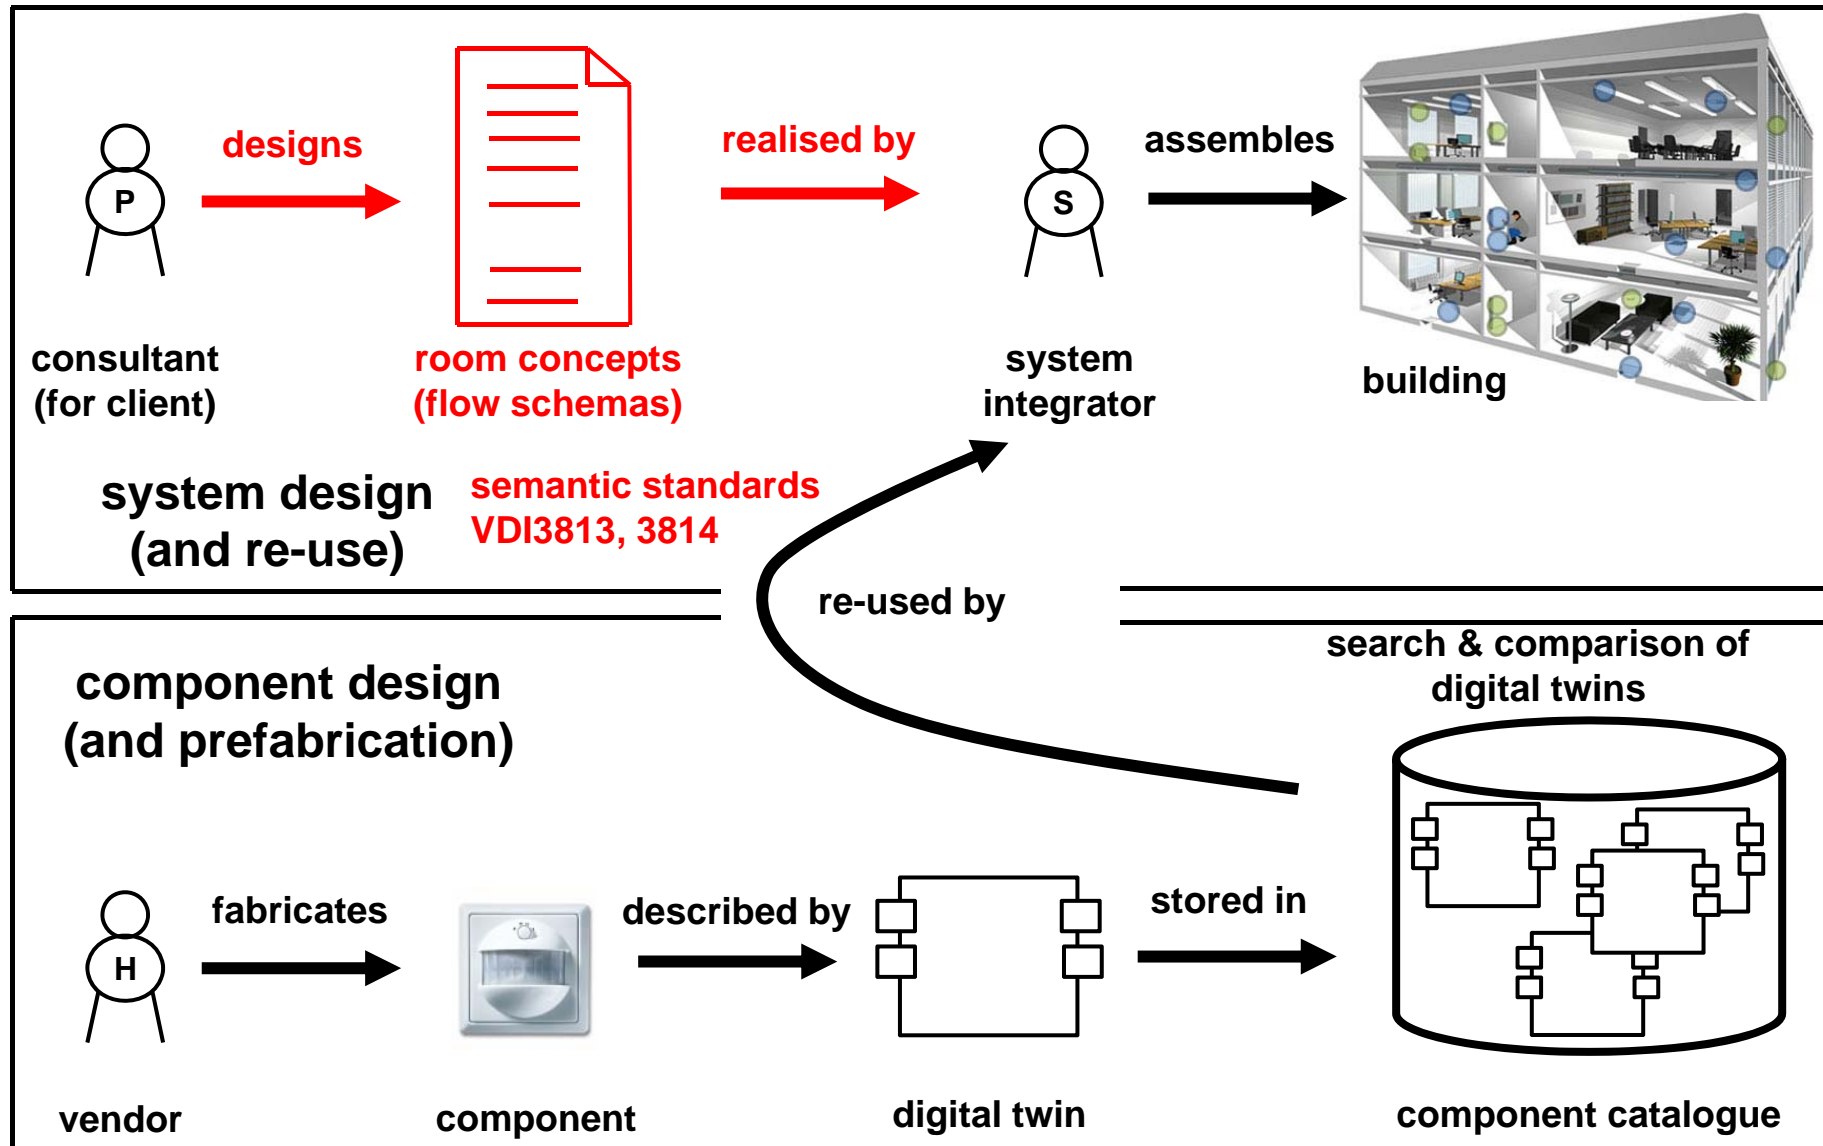 designs
realised by
assembles
P
S
consultant
(for client)
room concepts
(flow schemas)
system
integrator
building
system design
(and re-use)
semantic standards
VDI3813, 3814
re-used by
component design
(and prefabrication)
search & comparison of
digital twins
fabricates
described by
stored in
H
vendor
component
digital twin
component catalogue